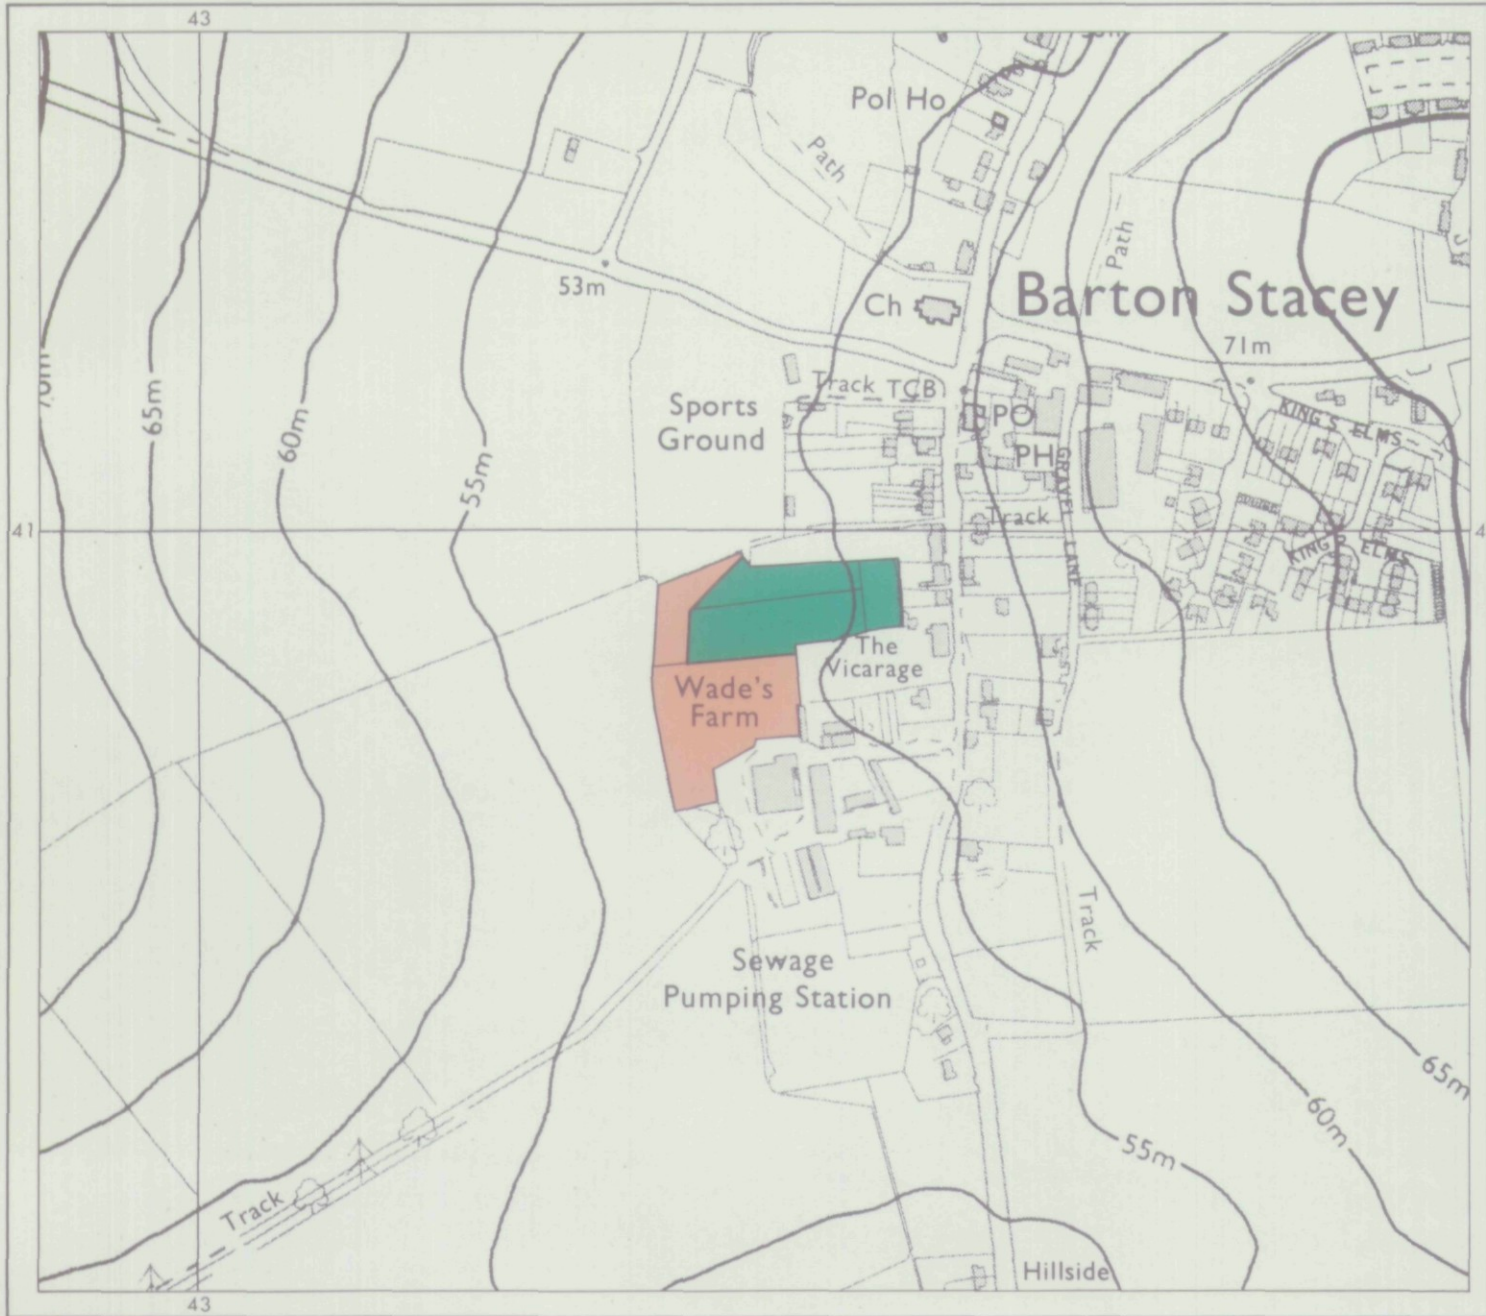 43
Pol Ho
Path
Path
53m
Ch
Barton Stacey
71m
Track TCB
Sports
Ground
PO
PH
KING'S ELMS
GRAVEL LANE
65m
60m
55m
41
Track
KING'S ELMS
The
Vicarage
Wade's
Farm
Track
Sewage
Pumping Station
65m
60m
55m
Track
Hillside
43